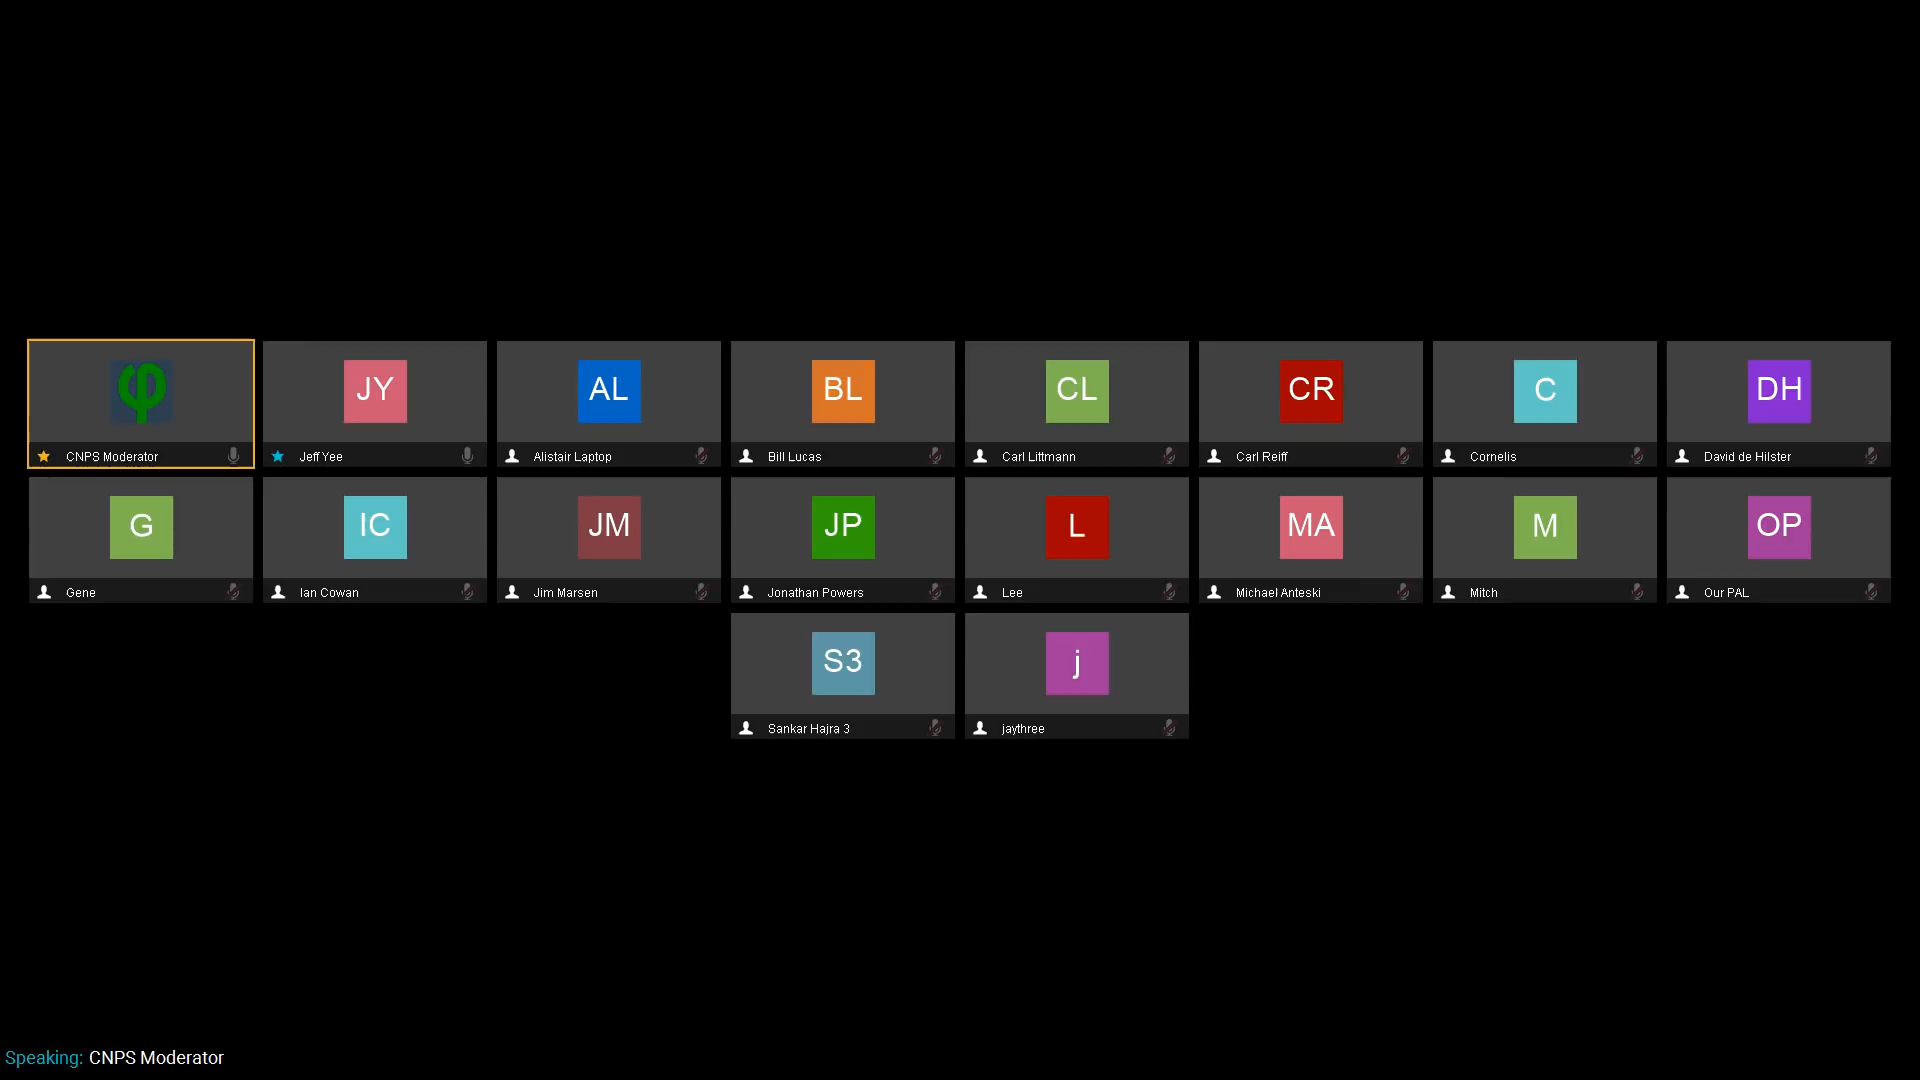 φ JY AL BL CL CR C DH
CNPS Moderator Jeff Yee Alistair Laptop Bill Lucas Carl Littmann Carl Reiff Cornelis David de Hilster
G IC JM JP L MA M OP
Gene Ian Cowan Jim Marsen Jonathan Powers Lee Michael Anteski Mitch Our PAL
S3 j
Sankar Hajra 3 jaythree
Speaking: CNPS Moderator